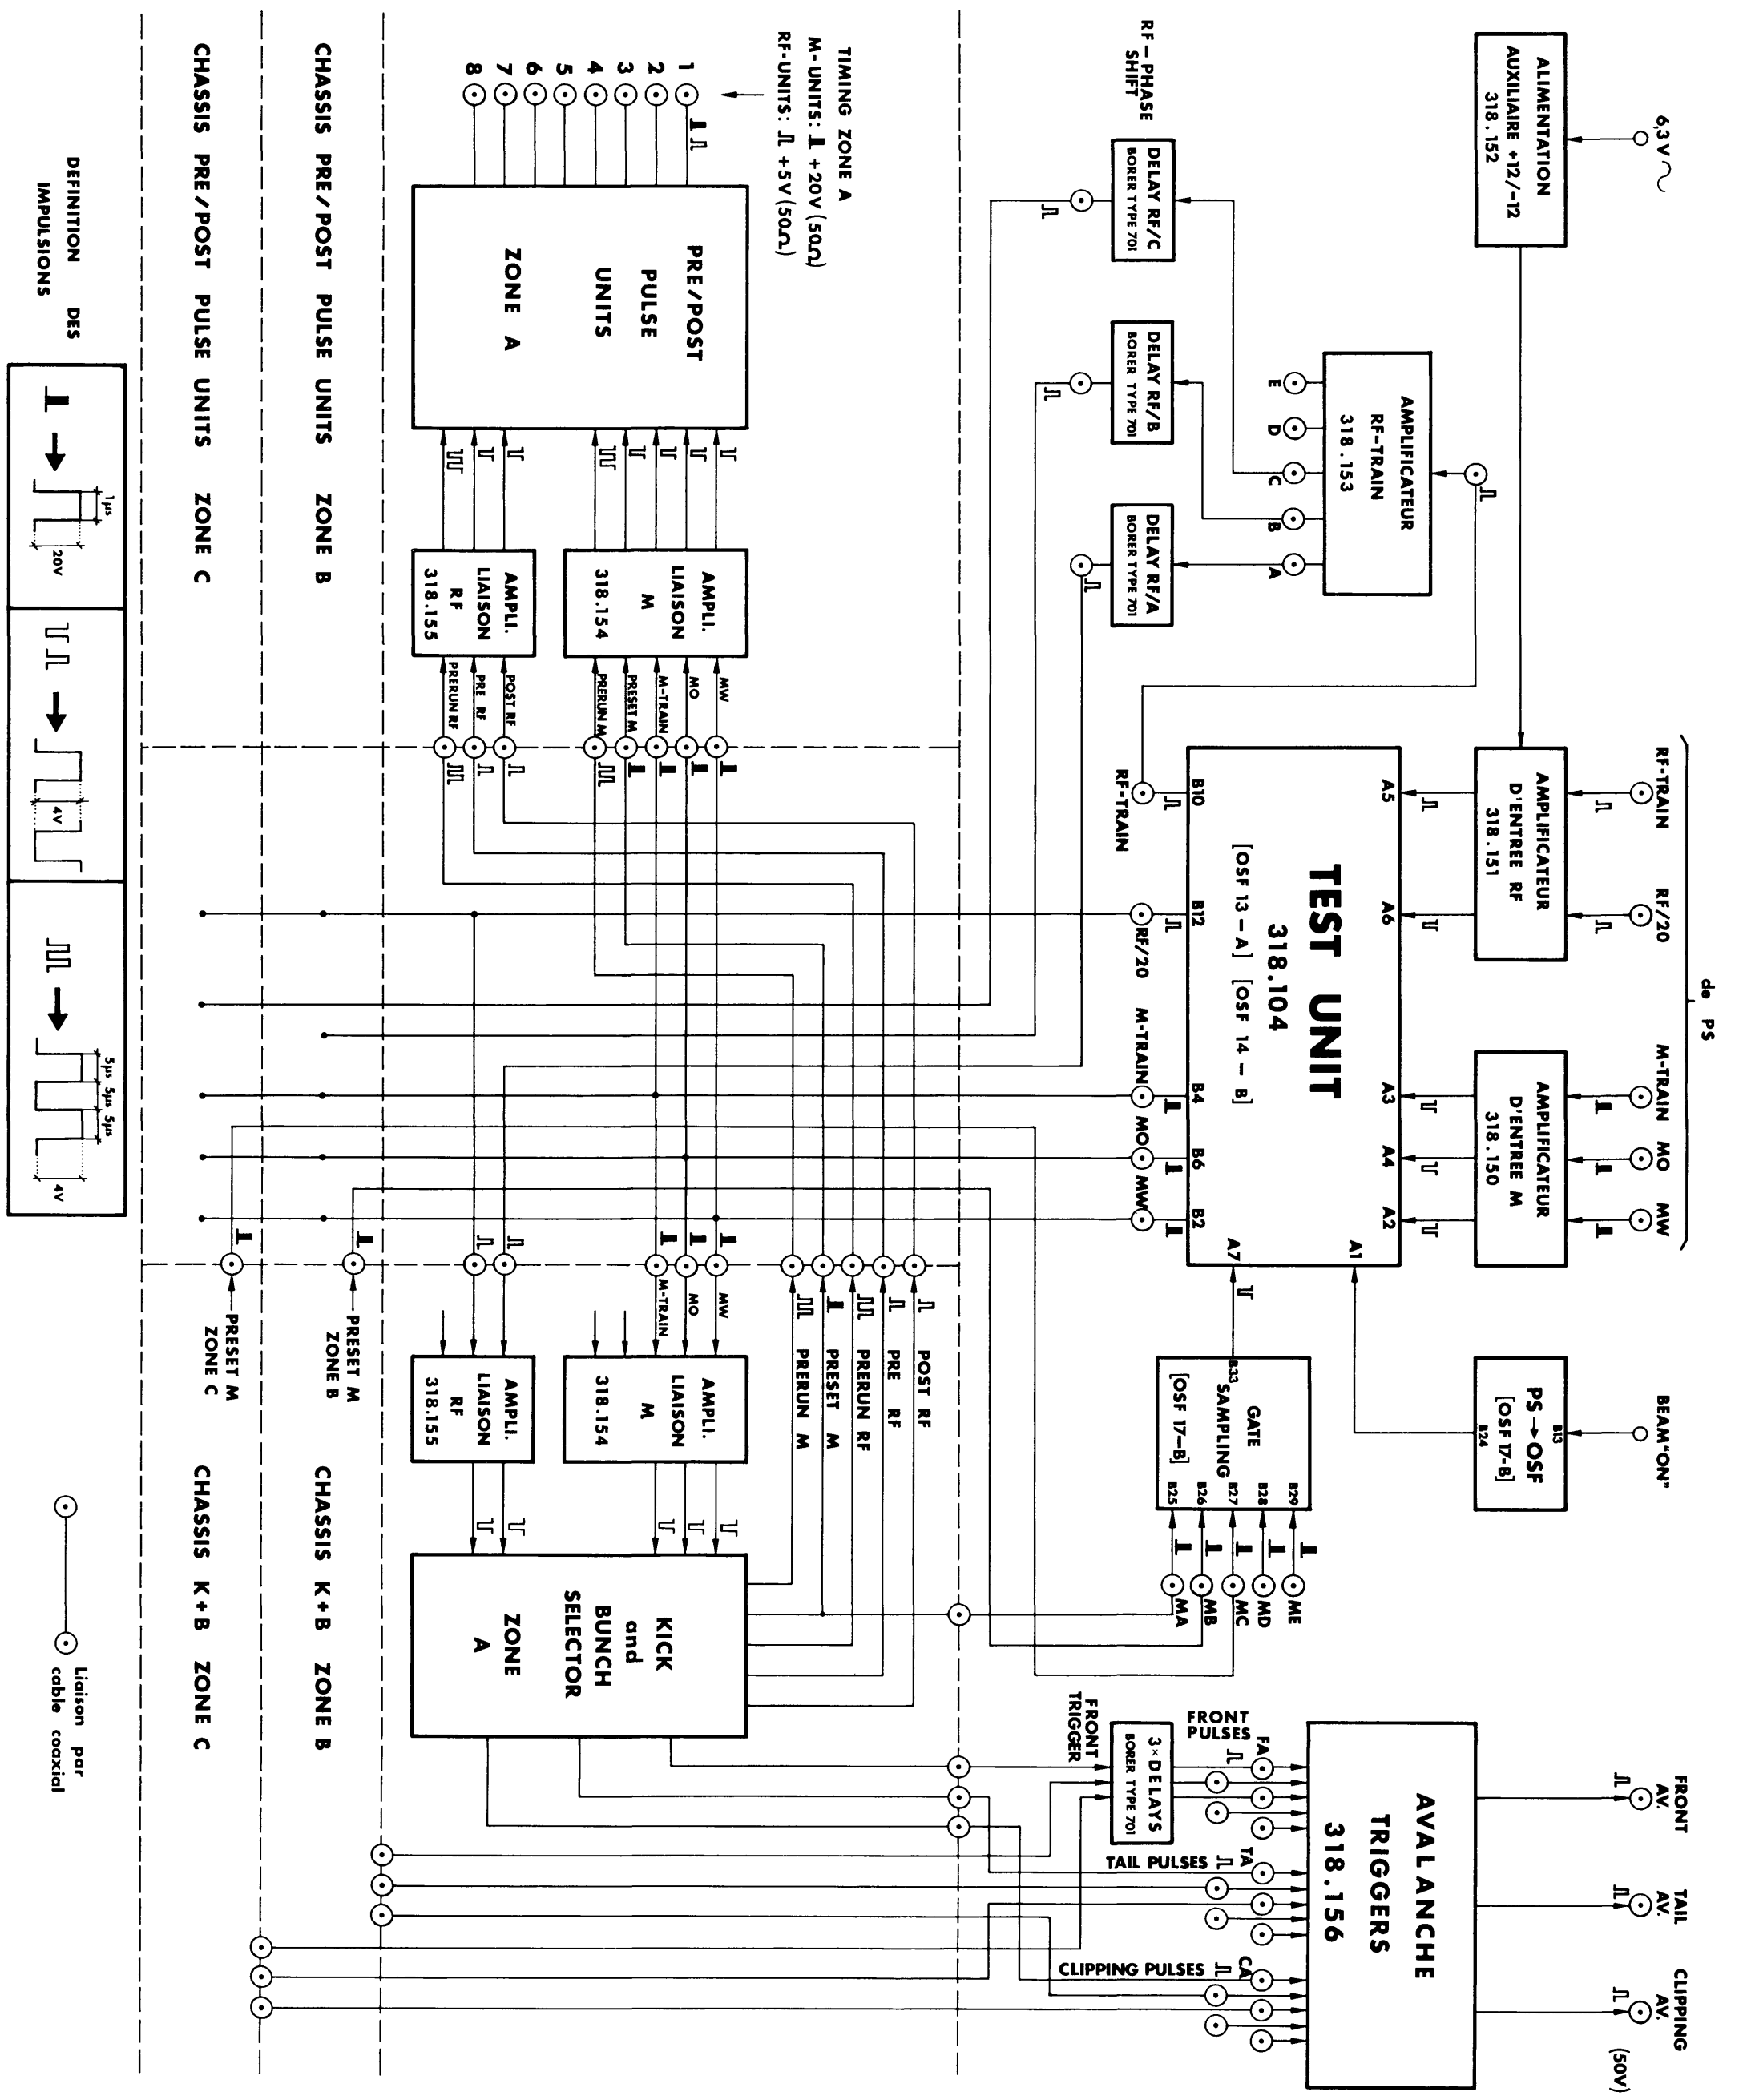 de PS
6,3V
RF-TRAIN
RF/20
M-TRAIN
MO
MW
BEAM "ON"
FRONT
AV.
TAIL
AV.
CLIPPING
AV.
(50V)
ALIMENTATION
AUXILIAIRE +12/-12
318.152
AMPLIFICATEUR
D'ENTREE RF
318.151
AMPLIFICATEUR
D'ENTREE M
318.150
B13
PS→OSF
[OSF 17-B]
B24
AMPLIFICATEUR
RF-TRAIN
318.153
E
D
C
B
A
A5
A6
A3
A4
A2
A1
A7
TEST UNIT
318.104
[OSF 13 - A] [OSF 14 - B]
B10
B12
B4
B6
B2
RF-TRAIN
RF/20
M-TRAIN
MO
MW
B33
GATE
SAMPLING
[OSF 17-B]
B29
B28
B27
B26
B25
ME
MD
MC
MB
MA
AVALANCHE
TRIGGERS
318.156
FRONT
PULSES
FA
TAIL PULSES
TA
CLIPPING PULSES
CA
FRONT
TRIGGER
3×DELAYS
BORER TYPE 701
RF-PHASE
SHIFT
DELAY RF/C
BORER TYPE 701
DELAY RF/B
BORER TYPE 701
DELAY RF/A
BORER TYPE 701
TIMING ZONE A
M-UNITS: +20V (50Ω)
RF-UNITS: +5V (50Ω)
1
2
3
4
5
6
7
8
PRE/POST
PULSE
UNITS
ZONE A
AMPLI.
LIAISON
M
318.154
AMPLI.
LIAISON
RF
318.155
MW
MO
M-TRAIN
PRESET M
PRERUN M
POST RF
PRE RF
PRERUN RF
POST RF
PRE RF
PRERUN RF
PRESET M
PRERUN M
MW
MO
M-TRAIN
AMPLI.
LIAISON
M
318.154
AMPLI.
LIAISON
RF
318.155
KICK
and
BUNCH
SELECTOR
ZONE
A
CHASSIS PRE/POST PULSE UNITS ZONE B
PRESET M
ZONE B
CHASSIS K+B ZONE B
CHASSIS PRE/POST PULSE UNITS ZONE C
PRESET M
ZONE C
CHASSIS K+B ZONE C
DEFINITION DES
IMPULSIONS
1µs
20V
4V
5µs 5µs 5µs
4V
Liaison par
cable coaxial